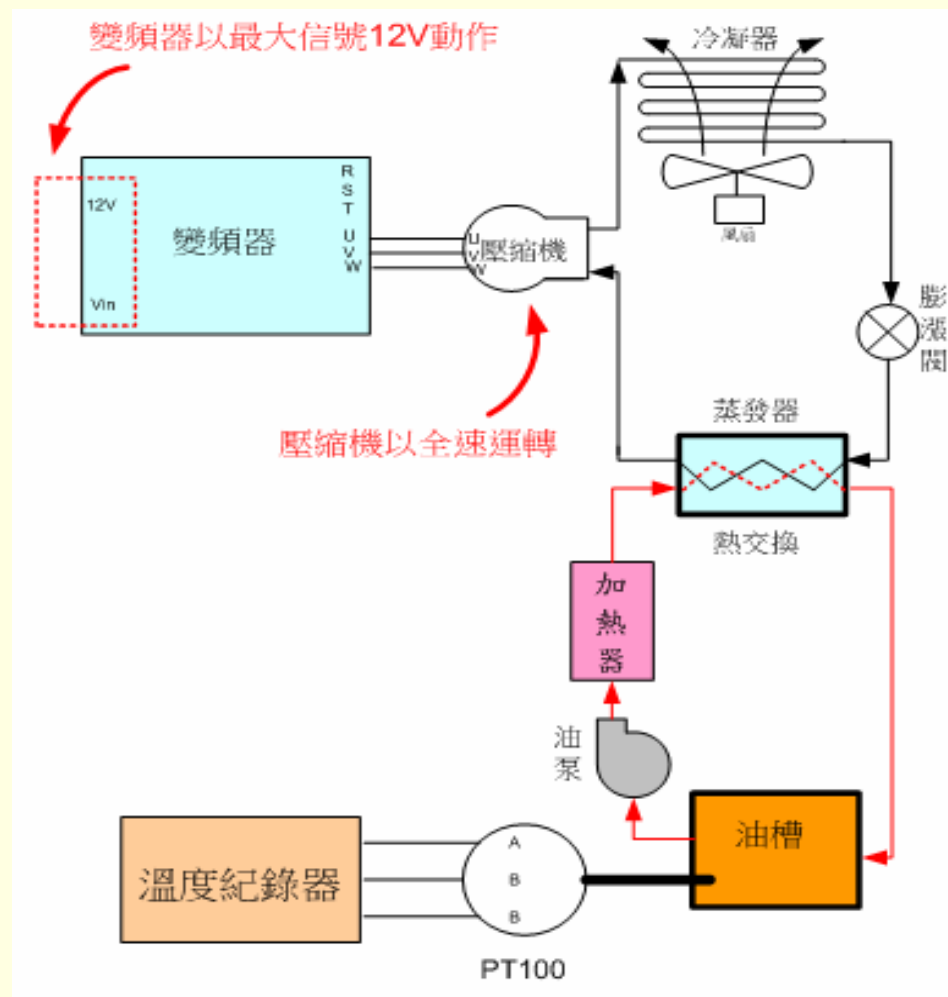 變頻器以最大信號12V動作
冷凝器
R
S
T
12V
變頻器
U
V
W
Vin
U
V
W
壓縮機
風扇
膨
漲
閥
壓縮機以全速運轉
蒸發器
熱交換
加
熱
器
油
泵
油槽
溫度紀錄器
A
B
B
PT100